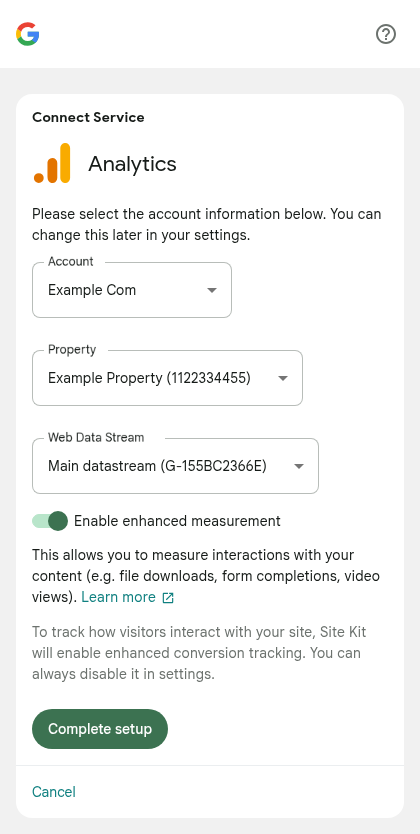 Connect Service
Analytics
Please select the account information below. You can
change this later in your settings.
Account
Example Com
Property
Example Property (1122334455)
Web Data Stream
Main datastream (G-155BC2366E)
Enable enhanced measurement
This allows you to measure interactions with your
content (e.g. file downloads, form completions, video
views). Learn more
To track how visitors interact with your site, Site Kit
will enable enhanced conversion tracking. You can
always disable it in settings.
Complete setup
Cancel